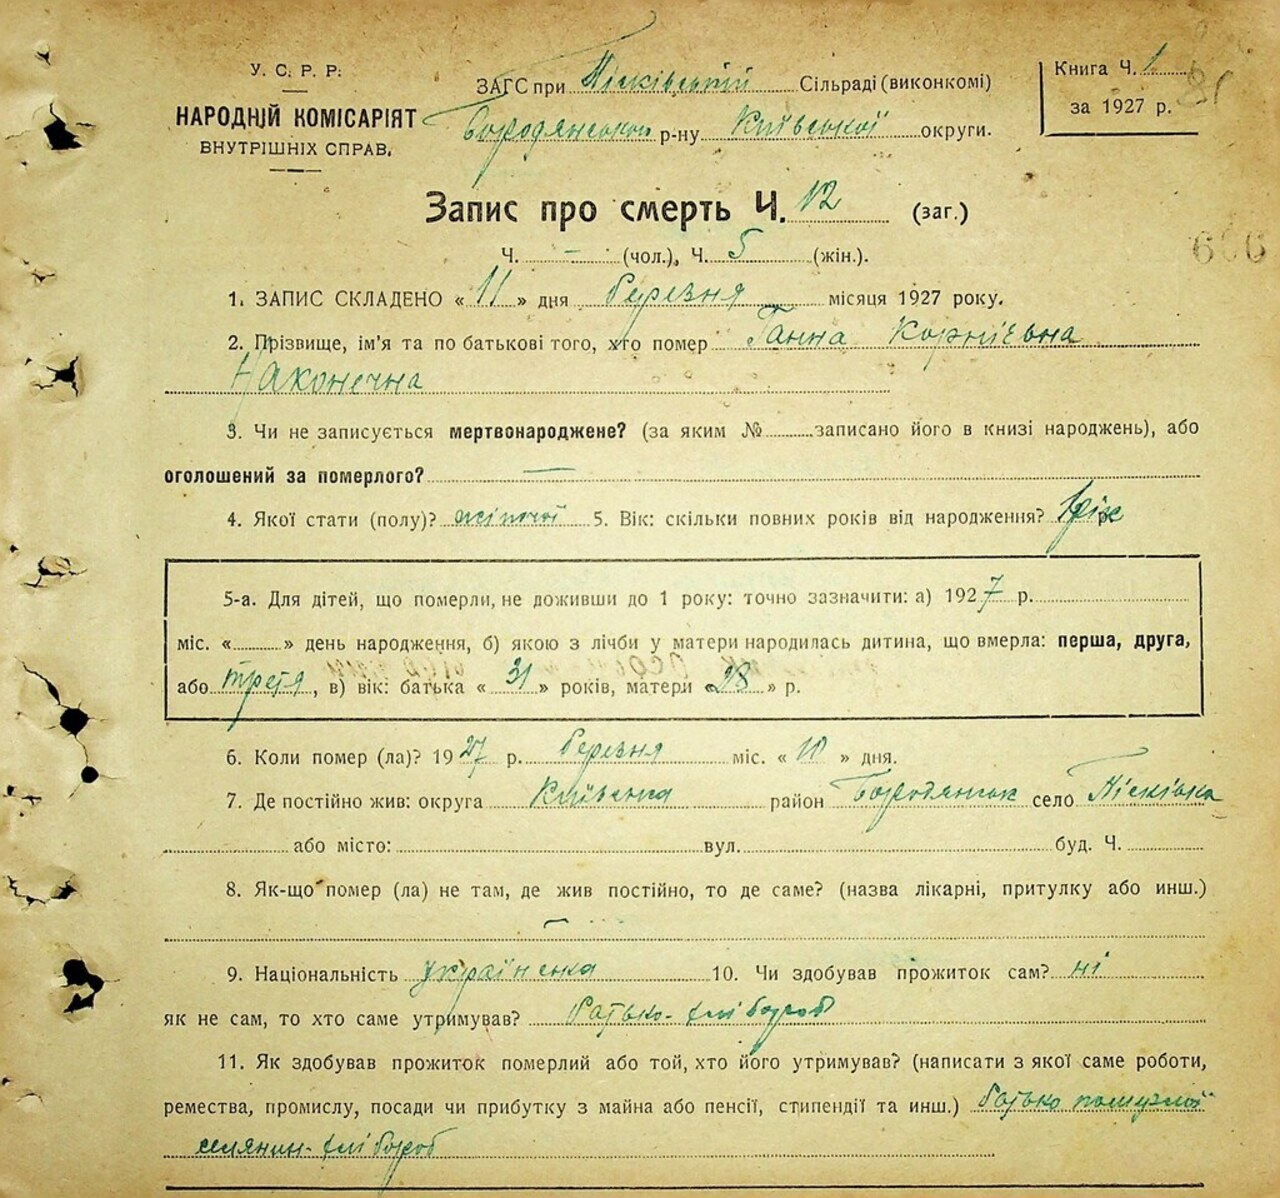 У. С. Р. Р.
НАРОДНІЙ КОМІСАРІЯТ
ВНУТРІШНІХ СПРАВ.
ЗАГС при Пісківській Сільраді (виконкомі)
Бородянському р-ну Київської округи.
Книга Ч. 1
за 1927 р.
Запис про смерть Ч. 12 (заг.)
Ч. — (чол.), Ч. 5 (жін.).
1. ЗАПИС СКЛАДЕНО « 11 » дня березня місяця 1927 року.
2. Прізвище, ім'я та по батькові того, хто помер Ганна Корніївна
Наконечна
3. Чи не записується мертвонароджене? (за яким № записано його в книзі народжень), або
оголошений за померлого? —
4. Якої стати (полу)? жіночої 5. Вік: скільки повних років від народження? 1 рік
5-а. Для дітей, що померли, не доживши до 1 року: точно зазначити: а) 1927 р.
міс. « » день народження, б) якою з лічби у матери народилась дитина, що вмерла: перша, друга,
або третя, в) вік: батька « 31 » років, матери « 28 » р.
6. Коли помер (ла)? 1927 р. березня міс. « 10 » дня.
7. Де постійно жив: округа Київська район Бородянськ село Пісківка
або місто: вул. буд. Ч.
8. Як-що помер (ла) не там, де жив постійно, то де саме? (назва лікарні, притулку або инш.)
—
9. Національність українська 10. Чи здобував прожиток сам? ні
як не сам, то хто саме утримував? батько-хлібороб
11. Як здобував прожиток померлий або той, хто його утримував? (написати з якої саме роботи,
ремества, промислу, посади чи прибутку з майна або пенсії, стипендії та инш.) батько
селянин-хлібороб